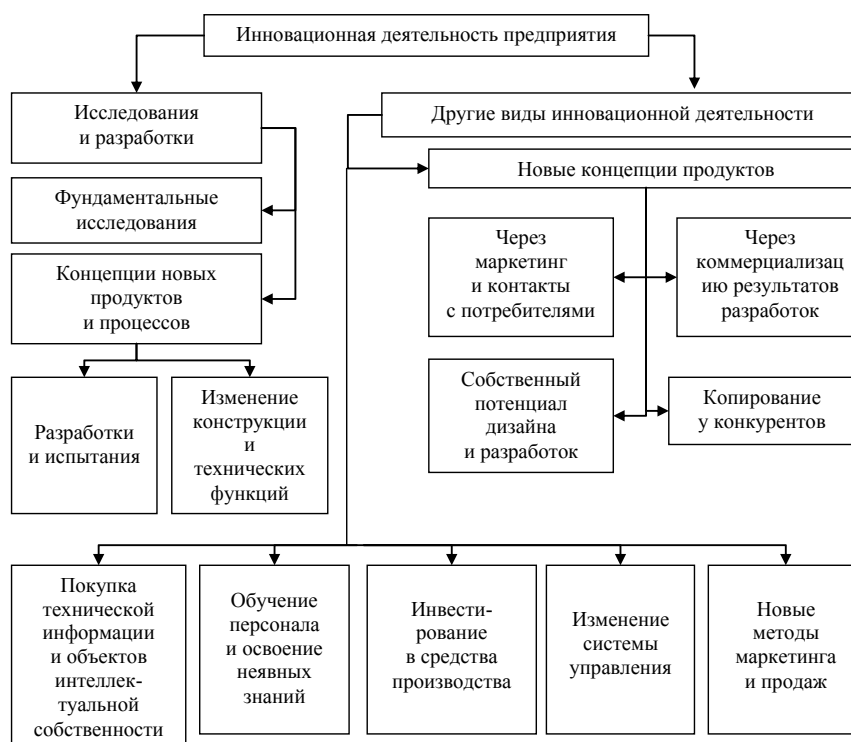 Инновационная деятельность предприятия
Исследования
и разработки
Другие виды инновационной деятельности
Фундаментальные
исследования
Концепции новых
продуктов
и процессов
Разработки
и испытания
Изменение
конструкции
и
технических
функций
Новые концепции продуктов
Через
маркетинг
и контакты
с потребителями
Через
коммерциализац
ию результатов
разработок
Собственный
потенциал
дизайна
и разработок
Копирование
у конкурентов
Покупка
технической
информации
и объектов
интеллек-
туальной
собственности
Обучение
персонала
и освоение
неявных
знаний
Инвести-
рование
в средства
производства
Изменение
системы
управления
Новые
методы
маркетинга
и продаж